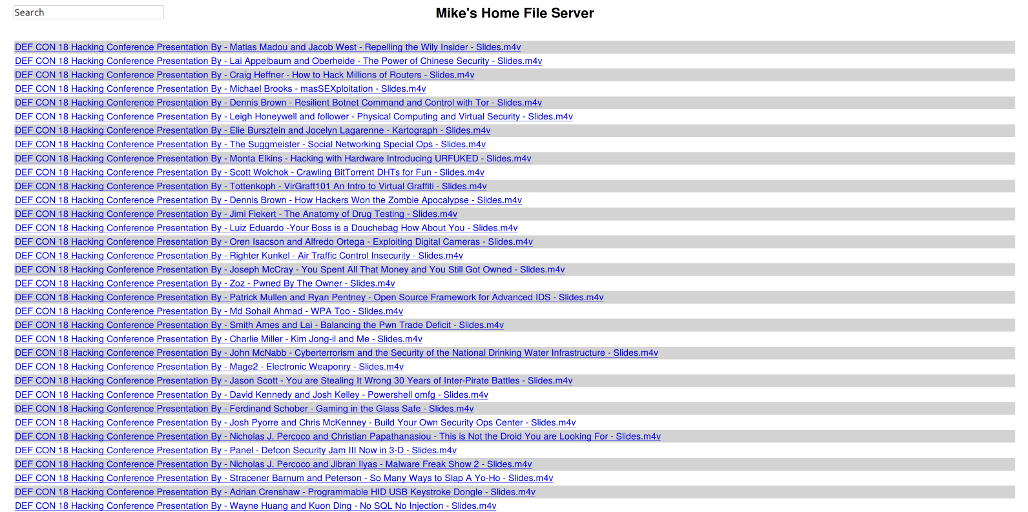 Search
Mike's Home File Server
DEF CON 18 Hacking Conference Presentation By - Matias Madou and Jacob West - Repelling the Wily Insider - Slides.m4v
DEF CON 18 Hacking Conference Presentation By - Lai Appelbaum and Oberheide - The Power of Chinese Security - Slides.m4v
DEF CON 18 Hacking Conference Presentation By - Craig Heffner - How to Hack Millions of Routers - Slides.m4v
DEF CON 18 Hacking Conference Presentation By - Michael Brooks - masSEXploitation - Slides.m4v
DEF CON 18 Hacking Conference Presentation By - Dennis Brown - Resilient Botnet Command and Control with Tor - Slides.m4v
DEF CON 18 Hacking Conference Presentation By - Leigh Honeywell and follower - Physical Computing and Virtual Security - Slides.m4v
DEF CON 18 Hacking Conference Presentation By - Elie Bursztein and Jocelyn Lagarenne - Kartograph - Slides.m4v
DEF CON 18 Hacking Conference Presentation By - The Suggmeister - Social Networking Special Ops - Slides.m4v
DEF CON 18 Hacking Conference Presentation By - Monta Elkins - Hacking with Hardware Introducing URFUKED - Slides.m4v
DEF CON 18 Hacking Conference Presentation By - Scott Wolchok - Crawling BitTorrent DHTs for Fun - Slides.m4v
DEF CON 18 Hacking Conference Presentation By - Tottenkoph - VirGraff101 An Intro to Virtual Graffiti - Slides.m4v
DEF CON 18 Hacking Conference Presentation By - Dennis Brown - How Hackers Won the Zombie Apocalypse - Slides.m4v
DEF CON 18 Hacking Conference Presentation By - Jimi Fiekert - The Anatomy of Drug Testing - Slides.m4v
DEF CON 18 Hacking Conference Presentation By - Luiz Eduardo -Your Boss is a Douchebag How About You - Slides.m4v
DEF CON 18 Hacking Conference Presentation By - Oren Isacson and Alfredo Ortega - Exploiting Digital Cameras - Slides.m4v
DEF CON 18 Hacking Conference Presentation By - Righter Kunkel - Air Traffic Control Insecurity - Slides.m4v
DEF CON 18 Hacking Conference Presentation By - Joseph McCray - You Spent All That Money and You Still Got Owned - Slides.m4v
DEF CON 18 Hacking Conference Presentation By - Zoz - Pwned By The Owner - Slides.m4v
DEF CON 18 Hacking Conference Presentation By - Patrick Mullen and Ryan Pentney - Open Source Framework for Advanced IDS - Slides.m4v
DEF CON 18 Hacking Conference Presentation By - Md Sohail Ahmad - WPA Too - Slides.m4v
DEF CON 18 Hacking Conference Presentation By - Smith Ames and Lai - Balancing the Pwn Trade Deficit - Slides.m4v
DEF CON 18 Hacking Conference Presentation By - Charlie Miller - Kim Jong-il and Me - Slides.m4v
DEF CON 18 Hacking Conference Presentation By - John McNabb - Cyberterrorism and the Security of the National Drinking Water Infrastructure - Slides.m4v
DEF CON 18 Hacking Conference Presentation By - Mage2 - Electronic Weaponry - Slides.m4v
DEF CON 18 Hacking Conference Presentation By - Jason Scott - You are Stealing It Wrong 30 Years of Inter-Pirate Battles - Slides.m4v
DEF CON 18 Hacking Conference Presentation By - David Kennedy and Josh Kelley - Powershell omfg - Slides.m4v
DEF CON 18 Hacking Conference Presentation By - Ferdinand Schober - Gaming in the Glass Safe - Slides.m4v
DEF CON 18 Hacking Conference Presentation By - Josh Pyorre and Chris McKenney - Build Your Own Security Ops Center - Slides.m4v
DEF CON 18 Hacking Conference Presentation By - Nicholas J. Percoco and Christian Papathanasiou - This is Not the Droid You are Looking For - Slides.m4v
DEF CON 18 Hacking Conference Presentation By - Panel - Defcon Security Jam III Now in 3-D - Slides.m4v
DEF CON 18 Hacking Conference Presentation By - Nicholas J. Percoco and Jibran Ilyas - Malware Freak Show 2 - Slides.m4v
DEF CON 18 Hacking Conference Presentation By - Stracener Barnum and Peterson - So Many Ways to Slap A Yo-Ho - Slides.m4v
DEF CON 18 Hacking Conference Presentation By - Adrian Crenshaw - Programmable HID USB Keystroke Dongle - Slides.m4v
DEF CON 18 Hacking Conference Presentation By - Wayne Huang and Kuon Ding - No SQL No Injection - Slides.m4v